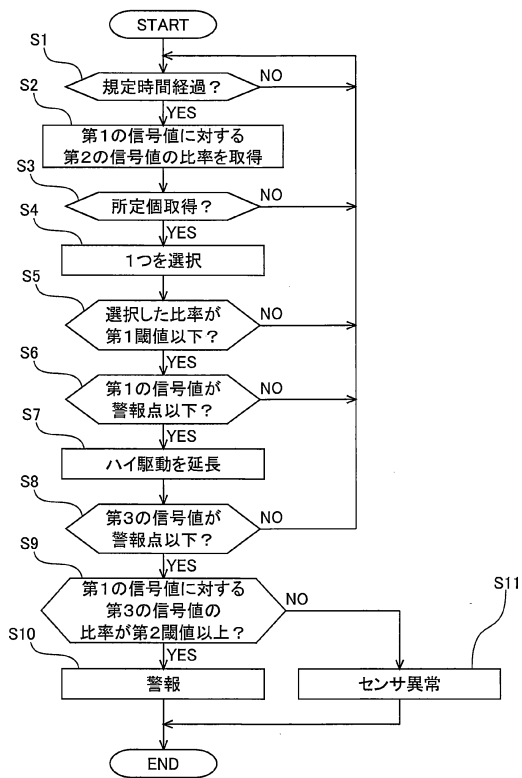 START
S1
規定時間経過？
NO
YES
S2
第1の信号値に対する
第2の信号値の比率を取得
S3
所定個取得？
NO
YES
S4
1つを選択
S5
選択した比率が
第1閾値以下？
NO
YES
S6
第1の信号値が
警報点以下？
NO
YES
S7
ハイ駆動を延長
S8
第3の信号値が
警報点以下？
NO
YES
S9
第1の信号値に対する
第3の信号値の
比率が第2閾値以上？
NO
YES
S10
警報
S11
センサ異常
END